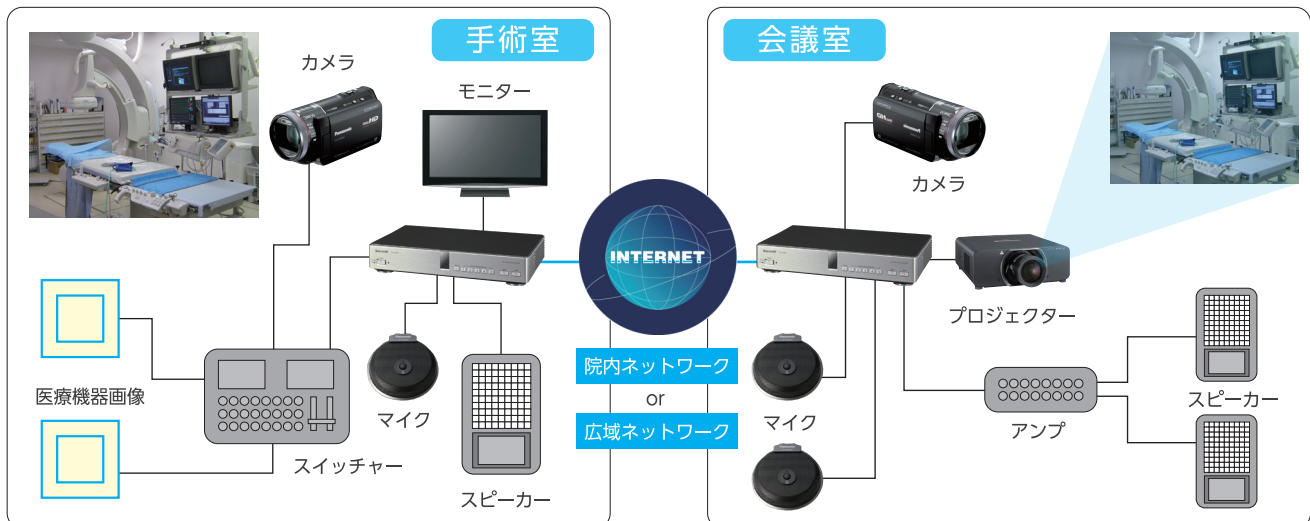 手術室
カメラ
モニター
医療機器画像
スイッチャー
マイク
スピーカー
INTERNET
院内ネットワーク
or
広域ネットワーク
会議室
カメラ
プロジェクター
マイク
アンプ
スピーカー
Panasonic